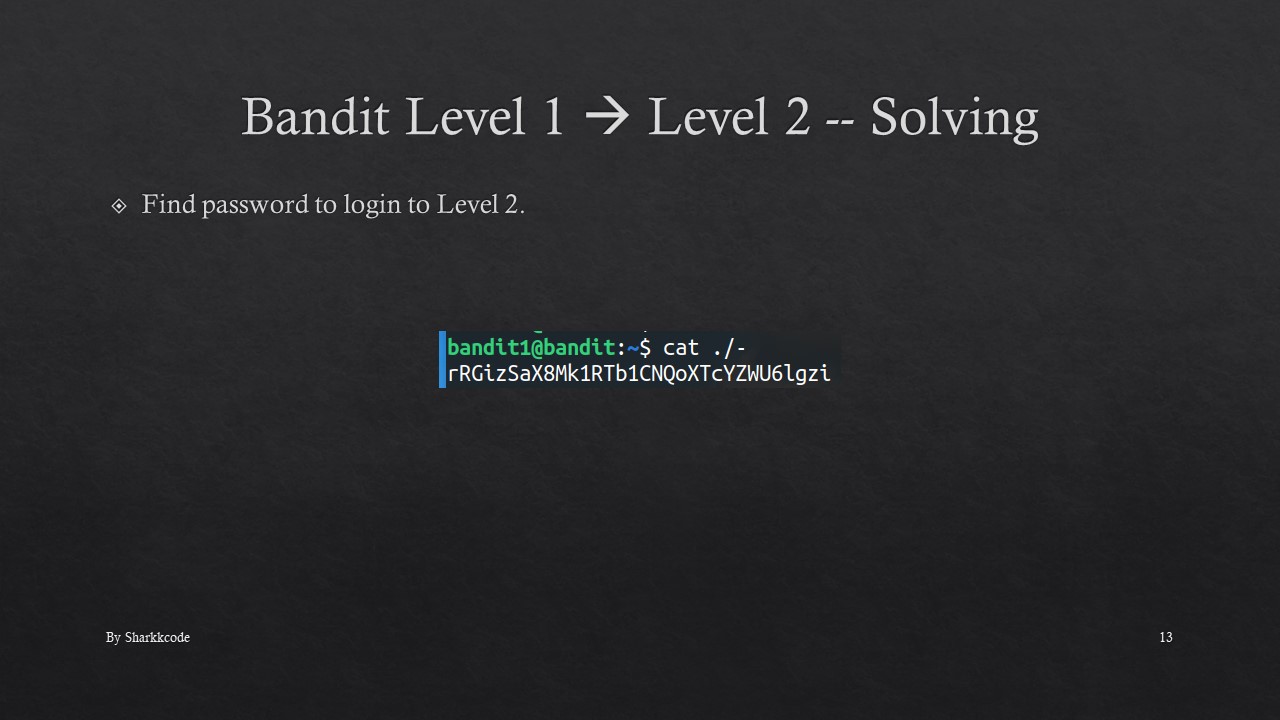 Bandit Level 1 → Level 2 -- Solving
Find password to login to Level 2.
bandit1@bandit:~$ cat ./-
rRGizSaX8Mk1RTb1CNQoXTcYZWU6lgzi
By Sharkkcode
13